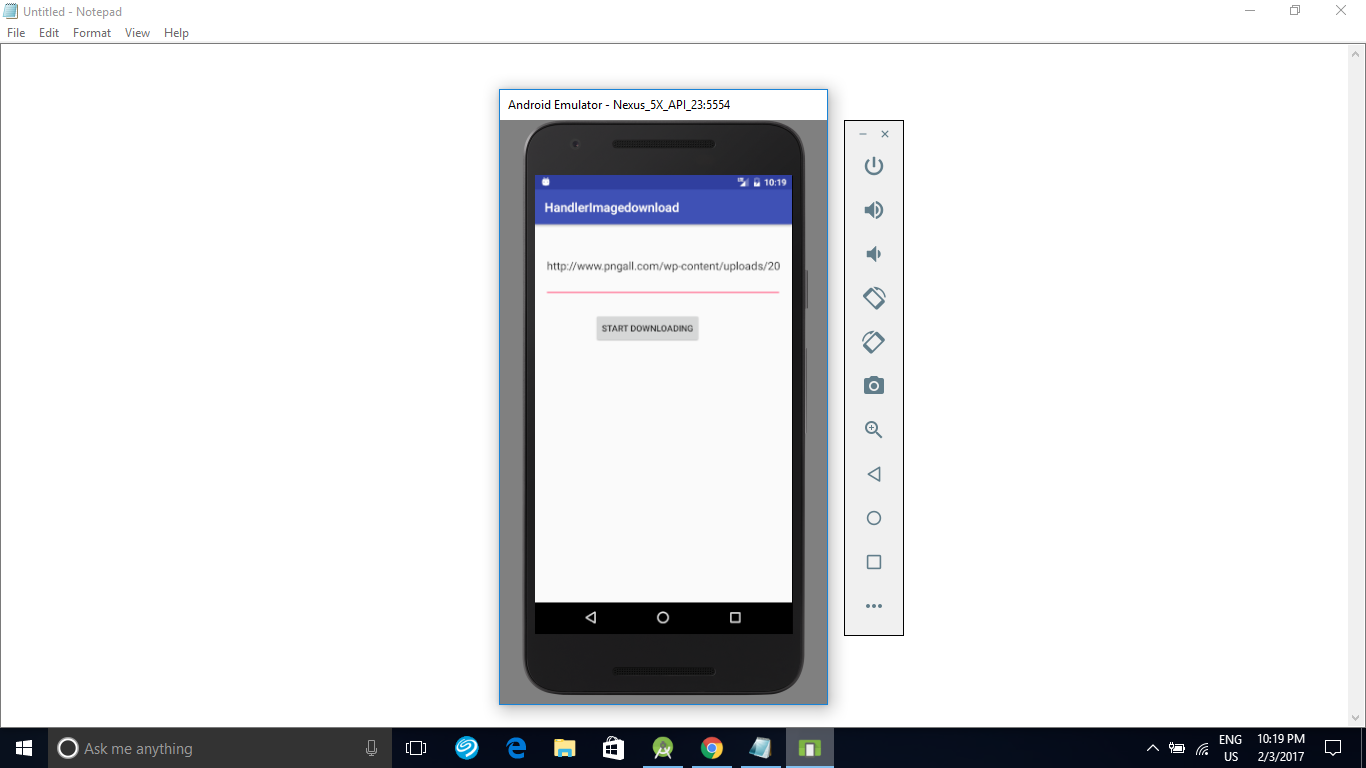 Untitled - Notepad
File Edit Format View Help
Android Emulator - Nexus_5X_API_23:5554
10:19
HandlerImagedownload
http://www.pngall.com/wp-content/uploads/20
START DOWNLOADING
Ask me anything
ENG
US
10:19 PM
2/3/2017